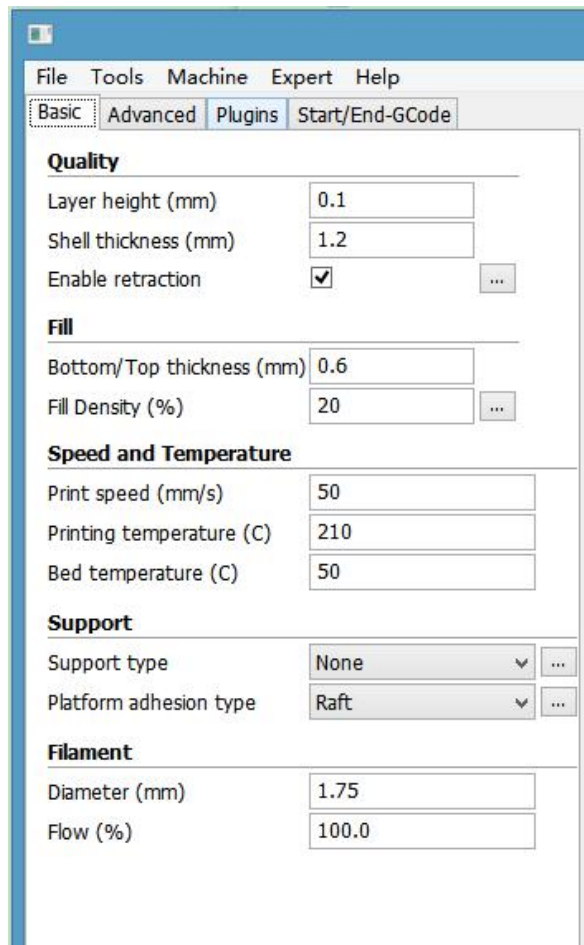 File Tools Machine Expert Help
Basic Advanced Plugins Start/End-GCode
Quality
Layer height (mm) 0.1
Shell thickness (mm) 1.2
Enable retraction ...
Fill
Bottom/Top thickness (mm) 0.6
Fill Density (%) 20 ...
Speed and Temperature
Print speed (mm/s) 50
Printing temperature (C) 210
Bed temperature (C) 50
Support
Support type None ...
Platform adhesion type Raft ...
Filament
Diameter (mm) 1.75
Flow (%) 100.0